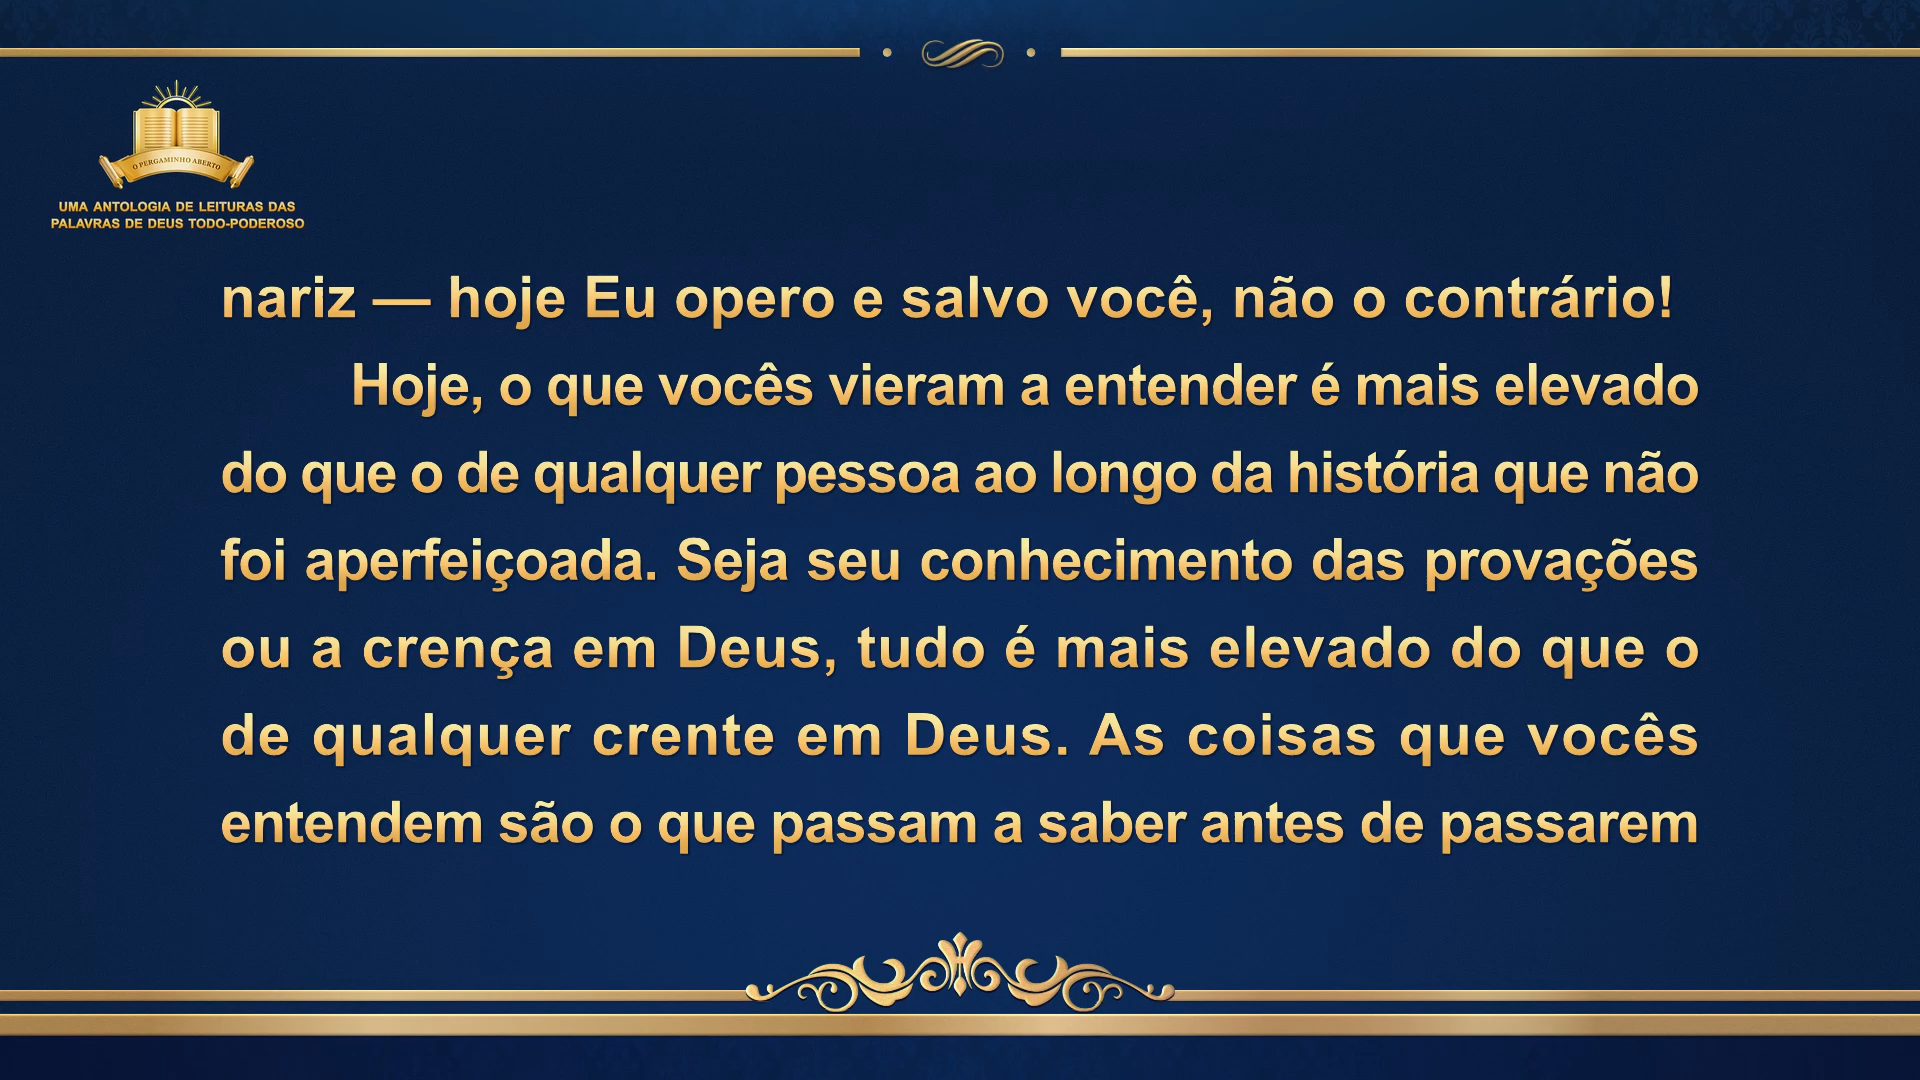 O PERGAMINHO ABERTO
UMA ANTOLOGIA DE LEITURAS DAS
PALAVRAS DE DEUS TODO-PODEROSO
nariz — hoje Eu opero e salvo você, não o contrário!
Hoje, o que vocês vieram a entender é mais elevado
do que o de qualquer pessoa ao longo da história que não
foi aperfeiçoada. Seja seu conhecimento das provações
ou a crença em Deus, tudo é mais elevado do que o
de qualquer crente em Deus. As coisas que vocês
entendem são o que passam a saber antes de passarem